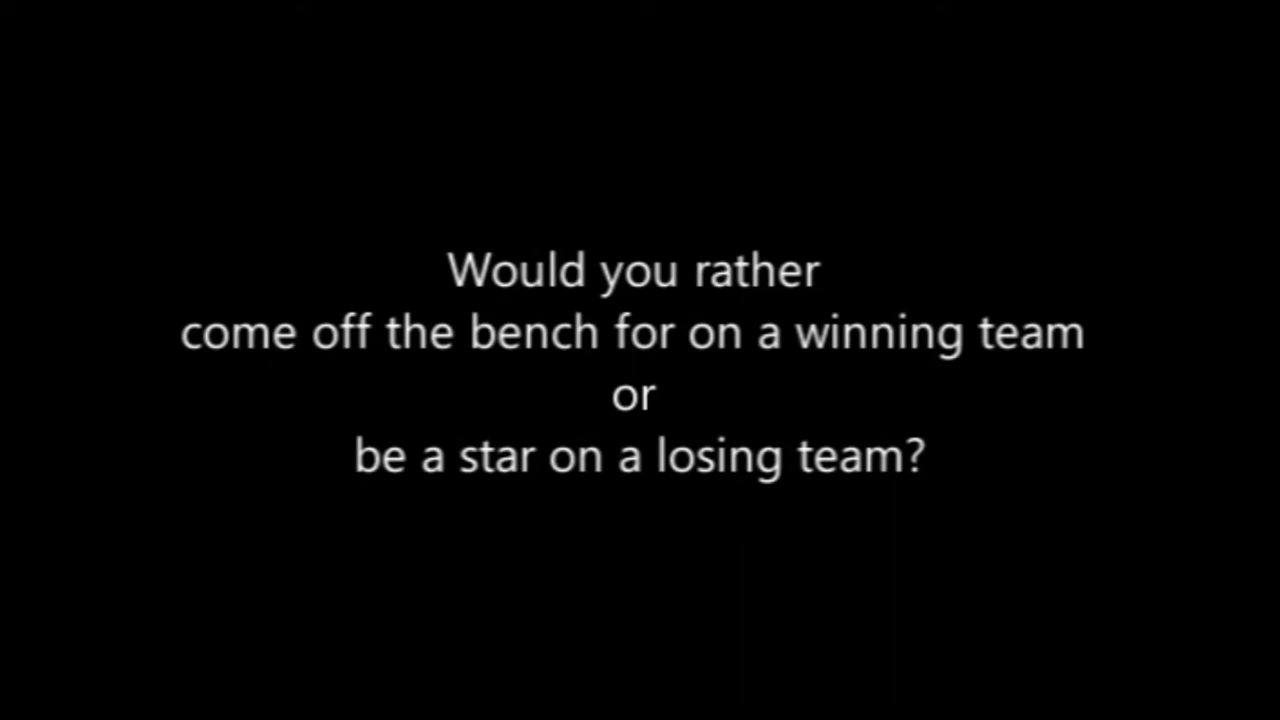 Would you rather
come off the bench for on a winning team
or
be a star on a losing team?